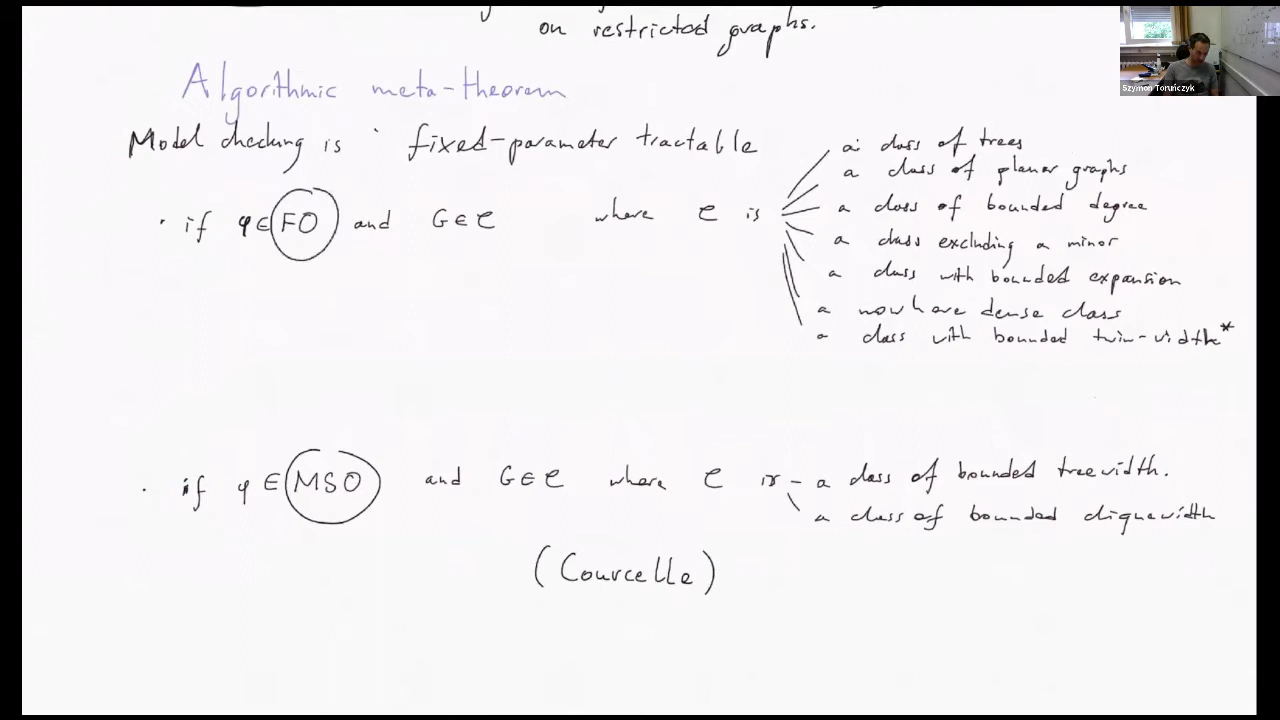 on restricted graphs.
Szymon Toruńczyk
Algorithmic meta-theorem
Model checking is fixed-parameter tractable
· if φ ∈ FO and G ∈ C where C is
a class of trees
a class of planar graphs
a class of bounded degree
a class excluding a minor
a class with bounded expansion
a nowhere dense class
a class with bounded twin-width*
· if φ ∈ MSO and G ∈ C where C is - a class of bounded treewidth.
a class of bounded cliquewidth
(Courcelle)